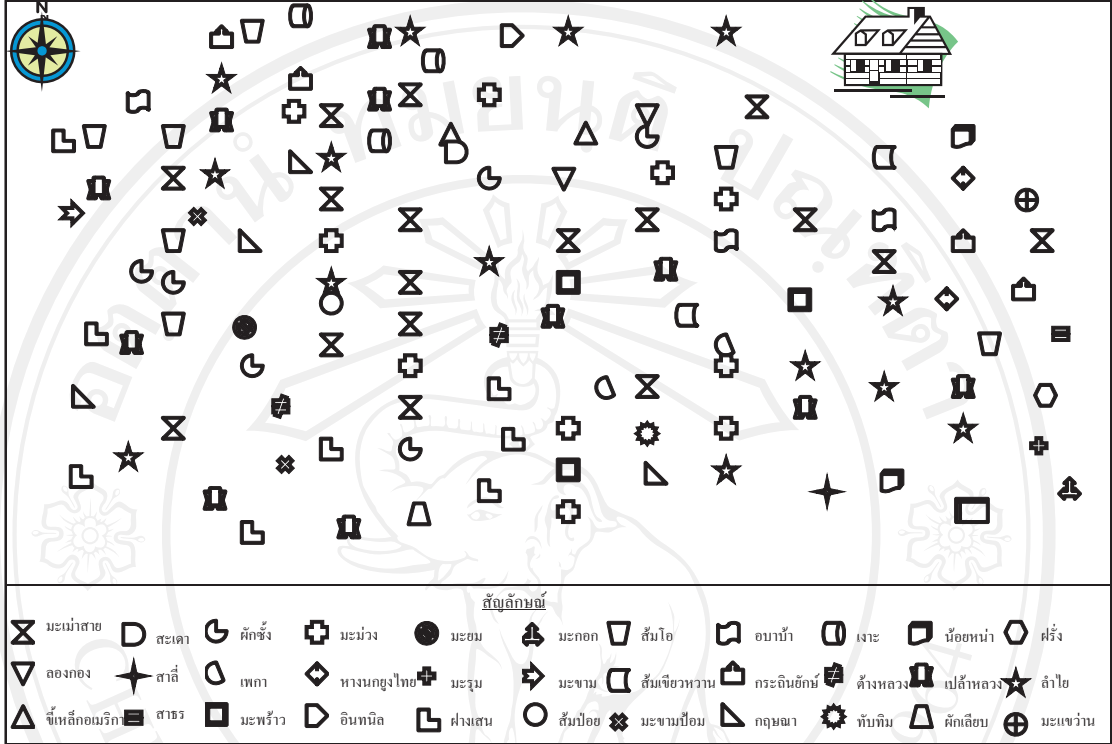 N
สัญลักษณ์
มะเม่าสาย สะเดา ผักซั้ง มะม่วง มะยม มะกอก ส้มโอ อบาบ้า เงาะ น้อยหน่า ฝรั่ง
ลองกอง สาลี่ เพกา หางนกยูงไทย มะรุม มะขาม ส้มเขียวหวาน กระถินยักษ์ ต้างหลวง เปล้าหลวง ลำไย
ขี้เหล็กอเมริกา สาธร มะพร้าว อินทนิล ฝางเสน ส้มป่อย มะขามป้อม กฤษณา ทับทิม ผักเลียบ มะแขว่น